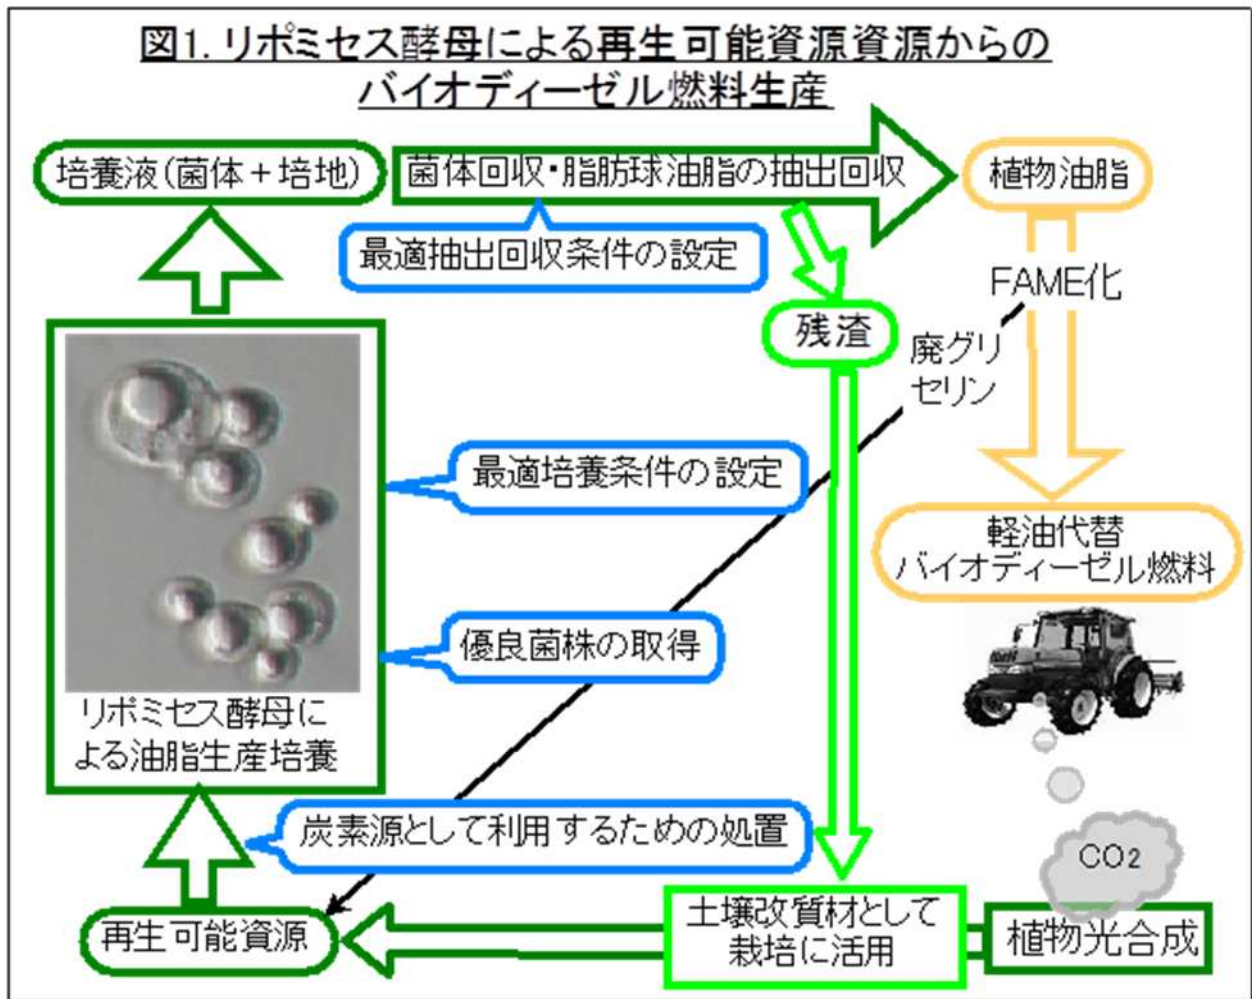 図1. リポミセス酵母による再生可能資源資源からの
バイオディーゼル燃料生産
培養液(菌体+培地)
菌体回収・脂肪球油脂の抽出回収
植物油脂
最適抽出回収条件の設定
FAME化
残渣
廃グリ
セリン
最適培養条件の設定
軽油代替
バイオディーゼル燃料
優良菌株の取得
リポミセス酵母に
よる油脂生産培養
炭素源として利用するための処置
CO2
土壌改質材として
栽培に活用
再生可能資源
植物光合成